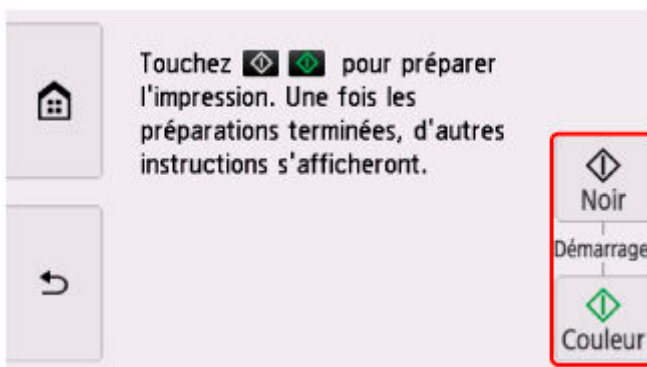 Touchez pour préparer
l'impression. Une fois les
préparations terminées, d'autres
instructions s'afficheront.
Noir
Démarrage
Couleur